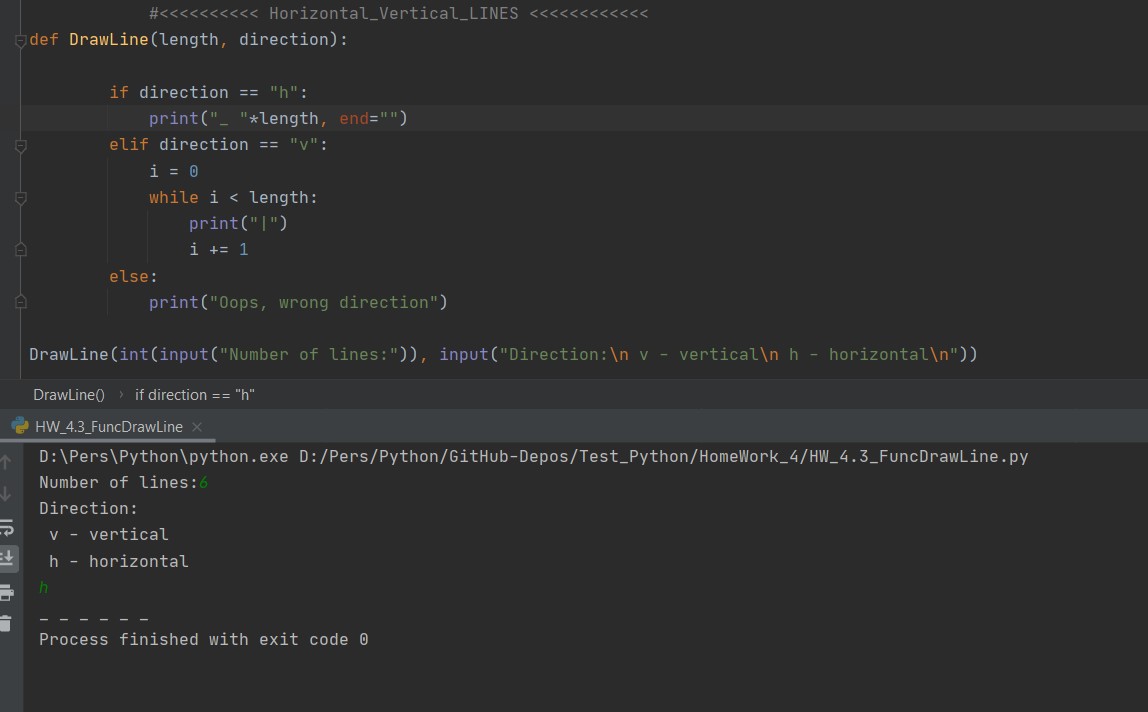 #<<<<<<<<<< Horizontal_Vertical_LINES <<<<<<<<<<<<
def DrawLine(length, direction):
if direction == "h":
print("_ "*length, end="")
elif direction == "v":
i = 0
while i < length:
print("|")
i += 1
else:
print("Oops, wrong direction")
DrawLine(int(input("Number of lines:")), input("Direction:\n v - vertical\n h - horizontal\n"))
DrawLine() › if direction == "h"
HW_4.3_FuncDrawLine
D:\Pers\Python\python.exe D:/Pers/Python/GitHub-Depos/Test_Python/HomeWork_4/HW_4.3_FuncDrawLine.py
Number of lines:6
Direction:
v - vertical
h - horizontal
h
_ _ _ _ _ _
Process finished with exit code 0